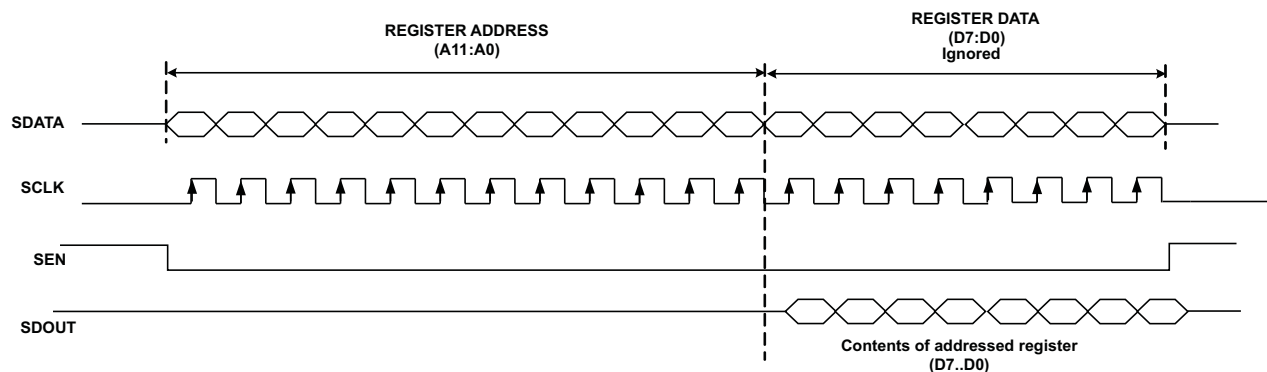 REGISTER ADDRESS
(A11:A0)
REGISTER DATA
(D7:D0)
Ignored
SDATA
SCLK
SEN
SDOUT
Contents of addressed register
(D7..D0)